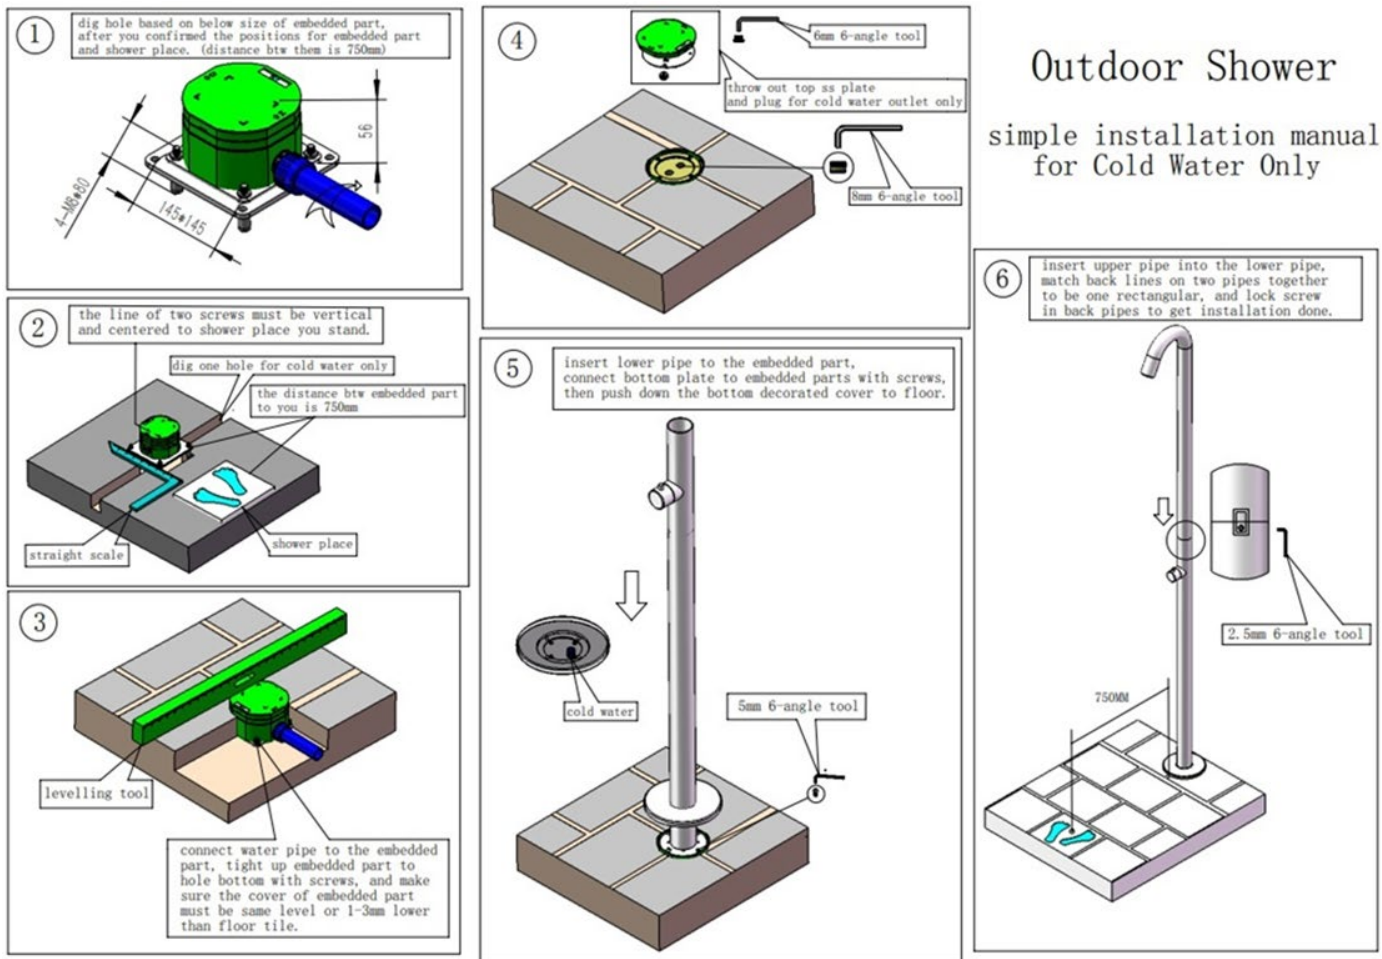 Outdoor Shower
simple installation manual
for Cold Water Only
1
dig hole based on below size of embedded part,
after you confirmed the positions for embedded part
and shower place. (distance btw them is 750mm)
56
4-M8*80
145*145
2
the line of two screws must be vertical
and centered to shower place you stand.
dig one hole for cold water only
the distance btw embedded part
to you is 750mm
straight scale
shower place
3
levelling tool
connect water pipe to the embedded
part, tight up embedded part to
hole bottom with screws, and make
sure the cover of embedded part
must be same level or 1-3mm lower
than floor tile.
4
6mm 6-angle tool
throw out top ss plate
and plug for cold water outlet only
8mm 6-angle tool
5
insert lower pipe to the embedded part,
connect bottom plate to embedded parts with screws,
then push down the bottom decorated cover to floor.
cold water
5mm 6-angle tool
6
insert upper pipe into the lower pipe,
match back lines on two pipes together
to be one rectangular, and lock screw
in back pipes to get installation done.
2.5mm 6-angle tool
750MM